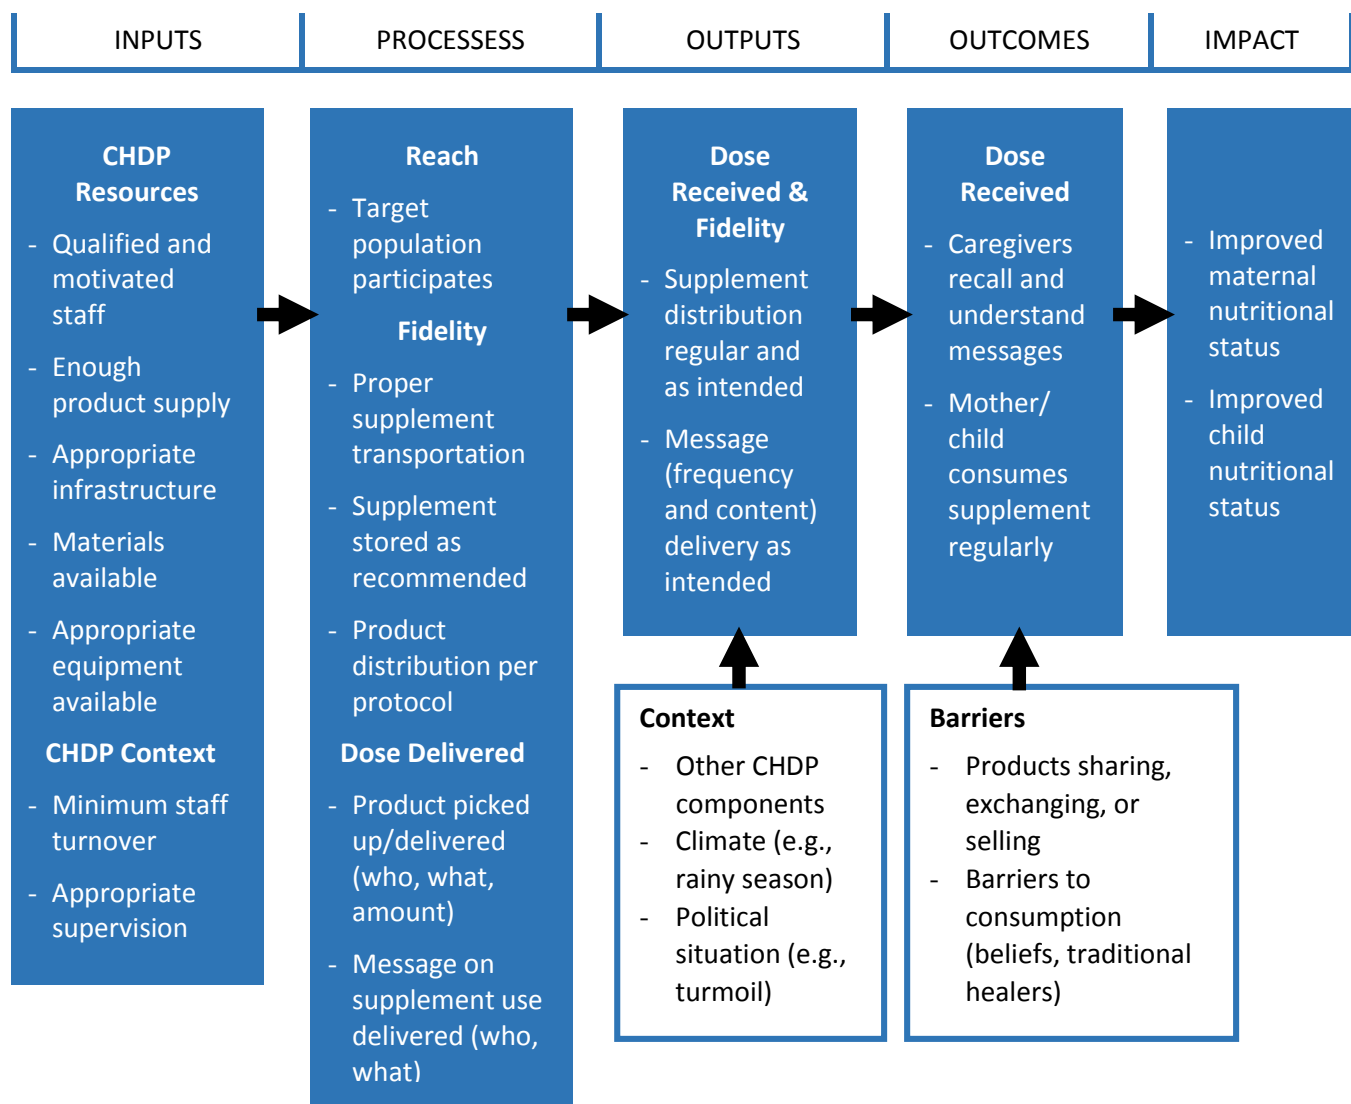 INPUTS
PROCESSESS
OUTPUTS
OUTCOMES
IMPACT
CHDP
Resources
- Qualified and
motivated
staff
- Enough
product supply
- Appropriate
infrastructure
- Materials
available
- Appropriate
equipment
available
CHDP Context
- Minimum staff
turnover
- Appropriate
supervision
Reach
- Target
population
participates
Fidelity
- Proper
supplement
transportation
- Supplement
stored as
recommended
- Product
distribution per
protocol
Dose Delivered
- Product picked
up/delivered
(who, what,
amount)
- Message on
supplement use
delivered (who,
what)
Dose
Received &
Fidelity
- Supplement
distribution
regular and
as intended
- Message
(frequency
and content)
delivery as
intended
Context
- Other CHDP
components
- Climate (e.g.,
rainy season)
- Political
situation (e.g.,
turmoil)
Dose
Received
- Caregivers
recall and
understand
messages
- Mother/
child
consumes
supplement
regularly
Barriers
- Products sharing,
exchanging, or
selling
- Barriers to
consumption
(beliefs, traditional
healers)
- Improved
maternal
nutritional
status
- Improved
child
nutritional
status